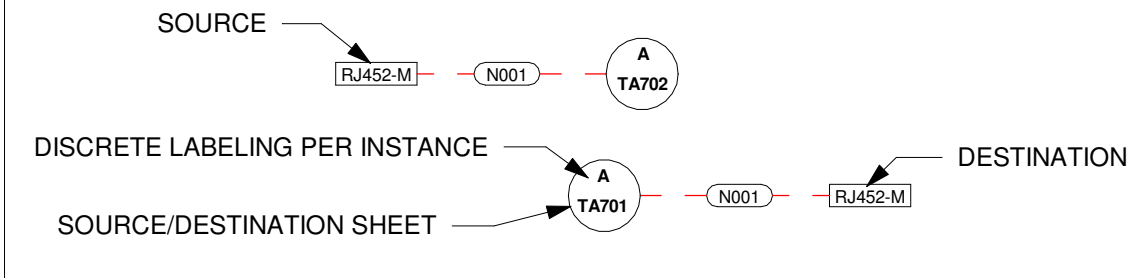 SOURCE
RJ452-M
N001
A
TA702
DISCRETE LABELING PER INSTANCE
DESTINATION
A
TA701
N001
RJ452-M
SOURCE/DESTINATION SHEET